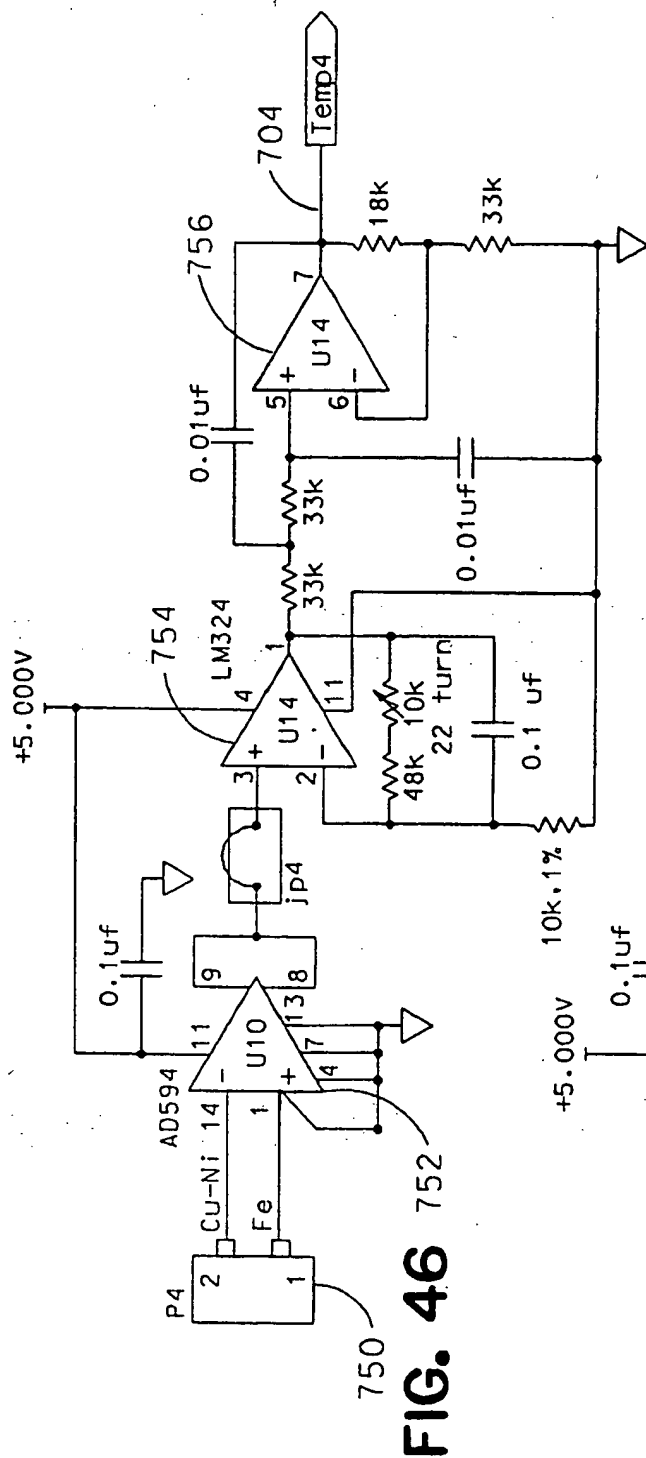 +5.000V
0.1uf
AD594
11
P4
2
1
Cu-Ni
14
Fe
1
-
+
U10
9
8
13
7
4
jp4
754
LM324
3
2
+
-
U14
4
1
11
48k
10k
22 turn
0.1 uf
10k,1%
33k
33k
0.01uf
0.01uf
756
5
6
+
-
U14
7
704
Temp4
18k
33k
750
752
FIG. 46
+5.000V
0.1uf